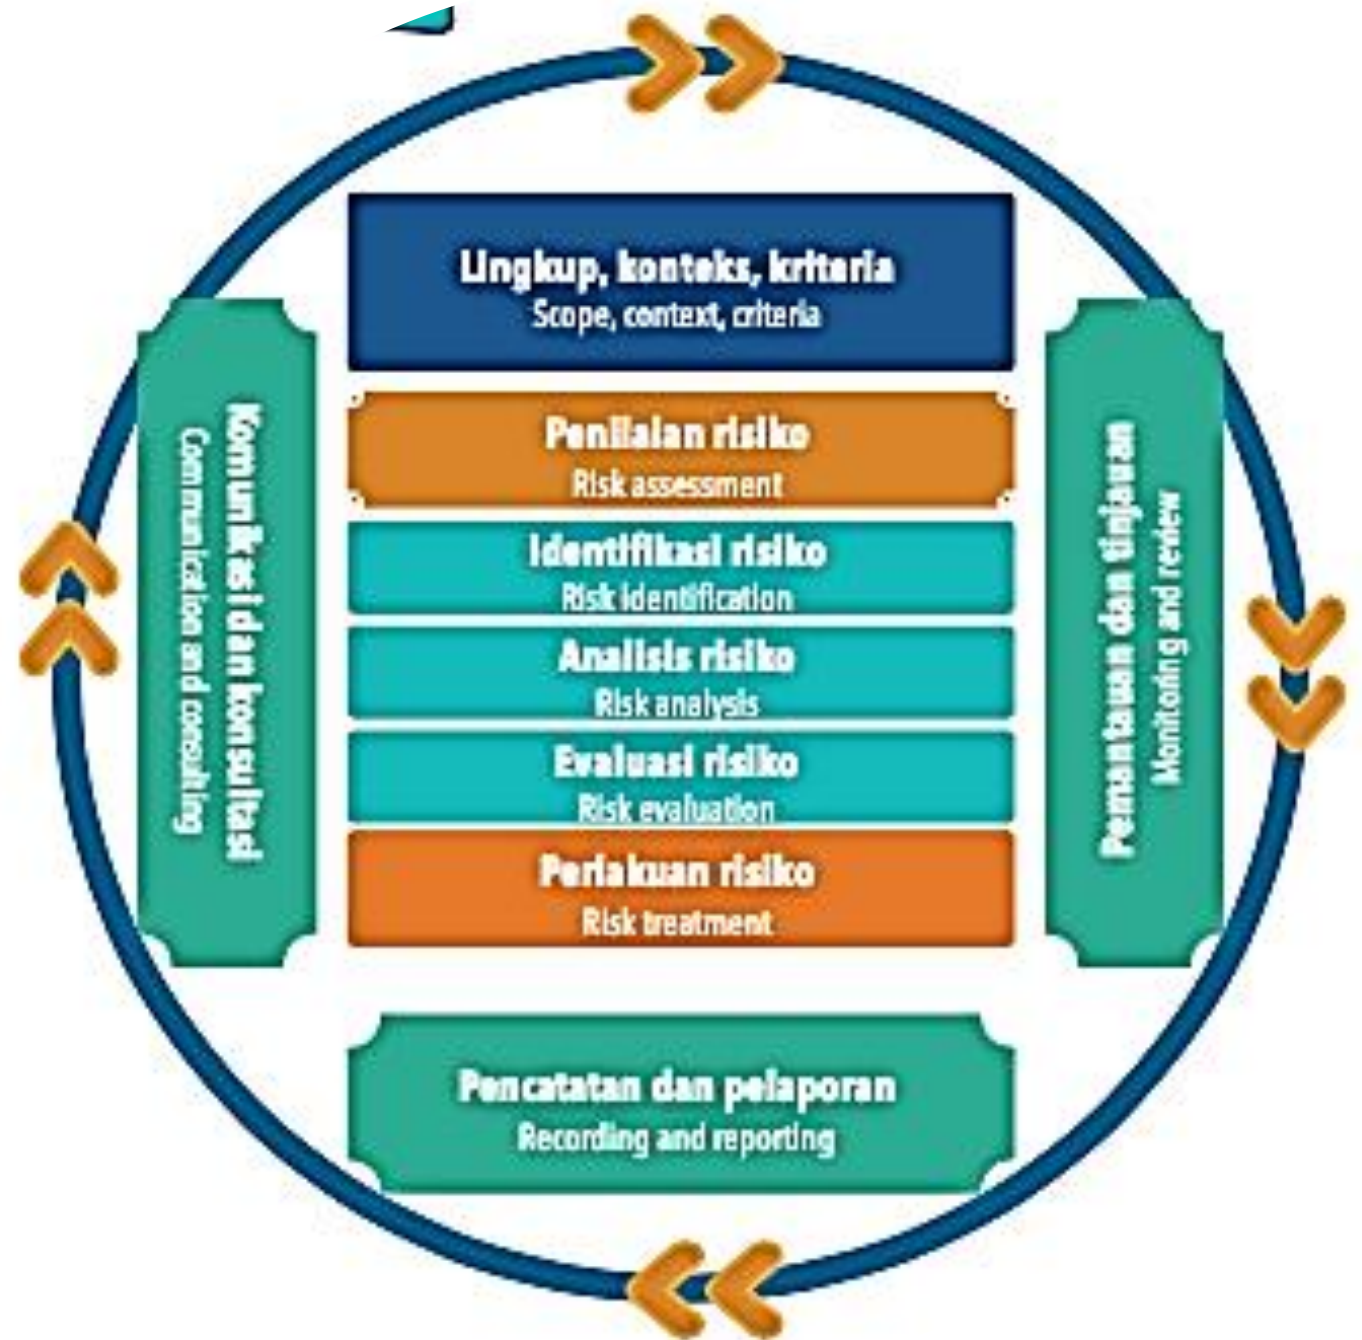 Lingkup, konteks, kriteria
Scope, context, criteria
Penilaian risiko
Risk assessment
Identifikasi risiko
Risk identification
Analisis risiko
Risk analysis
Evaluasi risiko
Risk evaluation
Perlakuan risiko
Risk treatment
Komunikasi dan konsultasi
Communication and consulting
Pemantauan dan tinjauan
Monitoring and review
Pencatatan dan pelaporan
Recording and reporting